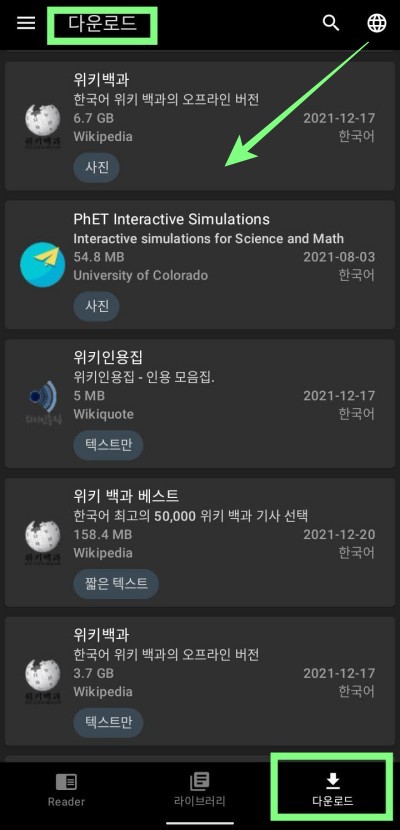 다운로드
위키백과
한국어 위키 백과의 오프라인 버전
6.7 GB
2021-12-17
Wikipedia
한국어
사진
PhET Interactive Simulations
Interactive simulations for Science and Math
54.8 MB
2021-08-03
University of Colorado
한국어
사진
위키인용집
위키인용집 - 인용 모음집.
5 MB
2021-12-17
Wikiquote
한국어
텍스트만
위키 백과 베스트
한국어 최고의 50,000 위키 백과 기사 선택
158.4 MB
2021-12-20
Wikipedia
한국어
짧은 텍스트
위키백과
한국어 위키 백과의 오프라인 버전
3.7 GB
2021-12-17
Wikipedia
한국어
텍스트만
Reader
라이브러리
다운로드